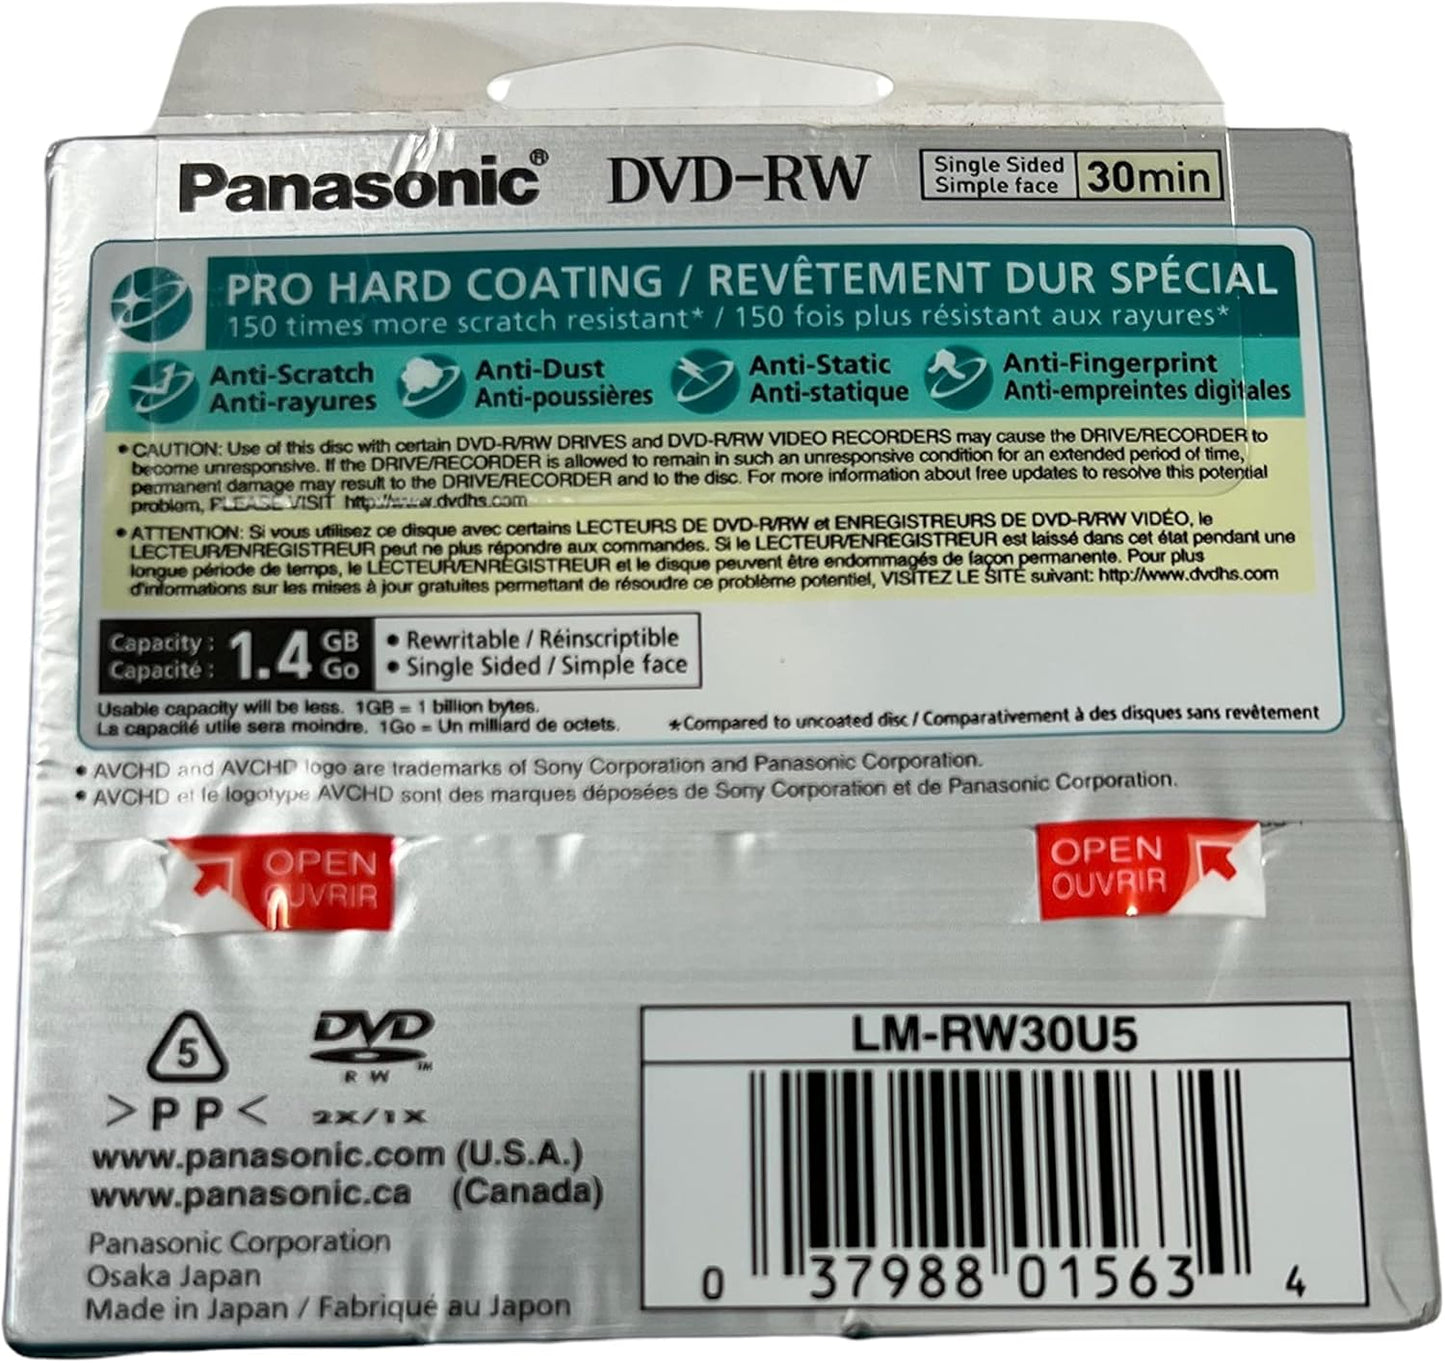 Panasonic® DVD-RW Single Sided 30min
Simple face
PRO HARD COATING / REVÊTEMENT DUR SPÉCIAL
150 times more scratch resistant* / 150 fois plus résistant aux rayures*
Anti-Scratch Anti-Dust Anti-Static Anti-Fingerprint
Anti-rayures Anti-poussières Anti-statique Anti-empreintes digitales
• CAUTION: Use of this disc with certain DVD-R/RW DRIVES and DVD-R/RW VIDEO RECORDERS may cause the DRIVE/RECORDER to
become unresponsive. If the DRIVE/RECORDER is allowed to remain in such an unresponsive condition for an extended period of time,
permanent damage may result to the DRIVE/RECORDER and to the disc. For more information about free updates to resolve this potential
problem, PLEASE VISIT http://www.dvdhs.com
• ATTENTION: Si vous utilisez ce disque avec certains LECTEURS DE DVD-R/RW et ENREGISTREURS DE DVD-R/RW VIDÉO, le
LECTEUR/ENREGISTREUR peut ne plus répondre aux commandes. Si le LECTEUR/ENREGISTREUR est laissé dans cet état pendant une
longue période de temps, le LECTEUR/ENREGISTREUR et le disque peuvent être endommagés de façon permanente. Pour plus
d'informations sur les mises à jour gratuites permettant de résoudre ce problème potentiel, VISITEZ LE SITE suivant: http://www.dvdhs.com
Capacity : 1.4 GB • Rewritable / Réinscriptible
Capacité : Go • Single Sided / Simple face
Usable capacity will be less. 1GB = 1 billion bytes.
La capacité utile sera moindre. 1Go = Un milliard de octets. *Compared to uncoated disc / Comparativement à des disques sans revêtement
• AVCHD and AVCHD logo are trademarks of Sony Corporation and Panasonic Corporation.
• AVCHD et le logotype AVCHD sont des marques déposées de Sony Corporation et de Panasonic Corporation.
OPEN OPEN
OUVRIR OUVRIR
5 DVD™ LM-RW30U5
RW
>PP< 2X/1X
www.panasonic.com (U.S.A.)
www.panasonic.ca (Canada)
Panasonic Corporation
Osaka Japan
Made in Japan / Fabriqué au Japon
0 37988 01563 4